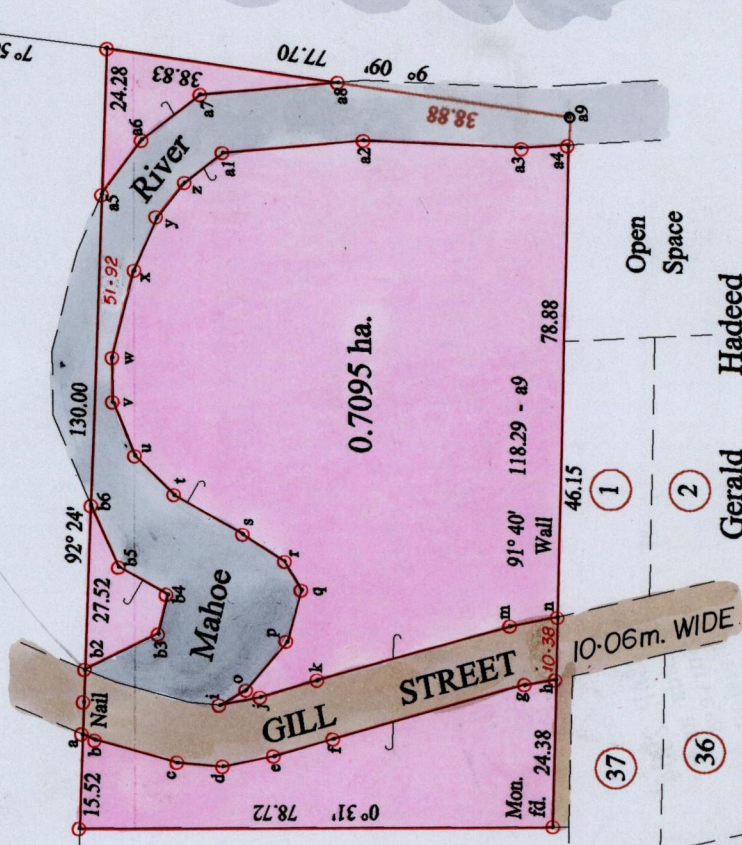 7° 5
24.28
38.83
77.70
9° 09'
38.88
a8
a7
a6
a5
a9
River
a1
a2
a3
a4
z
y
x
51.92
w
v
u
t
s
r
q
p
o
130.00
92° 24'
b6
b5
b4
b3
b2
27.52
Mahoe
0.7095 ha.
Open
Space
78.88
118.29 - a9
91° 40'
Wall
46.15
1
2
Gerald Hadeed
Nail
a
b
c
d
e
f
g
h
i
j
k
m
n
GILL STREET
10.38
10.06m. WIDE
15.52
78.72
0° 31'
Mon.
fd.
24.38
37
36